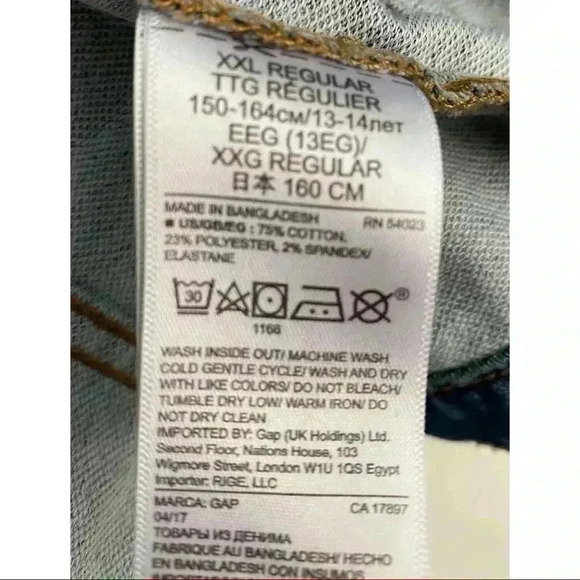 XXL REGULAR
TTG RÉGULIER
150-164см/13-14лет
EEG (13EG)/
XXG REGULAR
日本 160 CM
MADE IN BANGLADESH RN 54023
■ US/GB/EG : 75% COTTON,
23% POLYESTER, 2% SPANDEX/
ELASTANE
30
®
1166
WASH INSIDE OUT/ MACHINE WASH
COLD GENTLE CYCLE/ WASH AND DRY
WITH LIKE COLORS/ DO NOT BLEACH/
TUMBLE DRY LOW/ WARM IRON/ DO
NOT DRY CLEAN
IMPORTED BY: Gap (UK Holdings) Ltd.
Second Floor, Nations House, 103
Wigmore Street, London W1U 1QS Egypt
Importer: RIGE, LLC
MARCA: GAP CA 17897
04/17
ТОВАРЫ ИЗ ДЕНИМА
FABRIQUE AU BANGLADESH/ HECHO
EN BANGLADESH CON INSUMOS